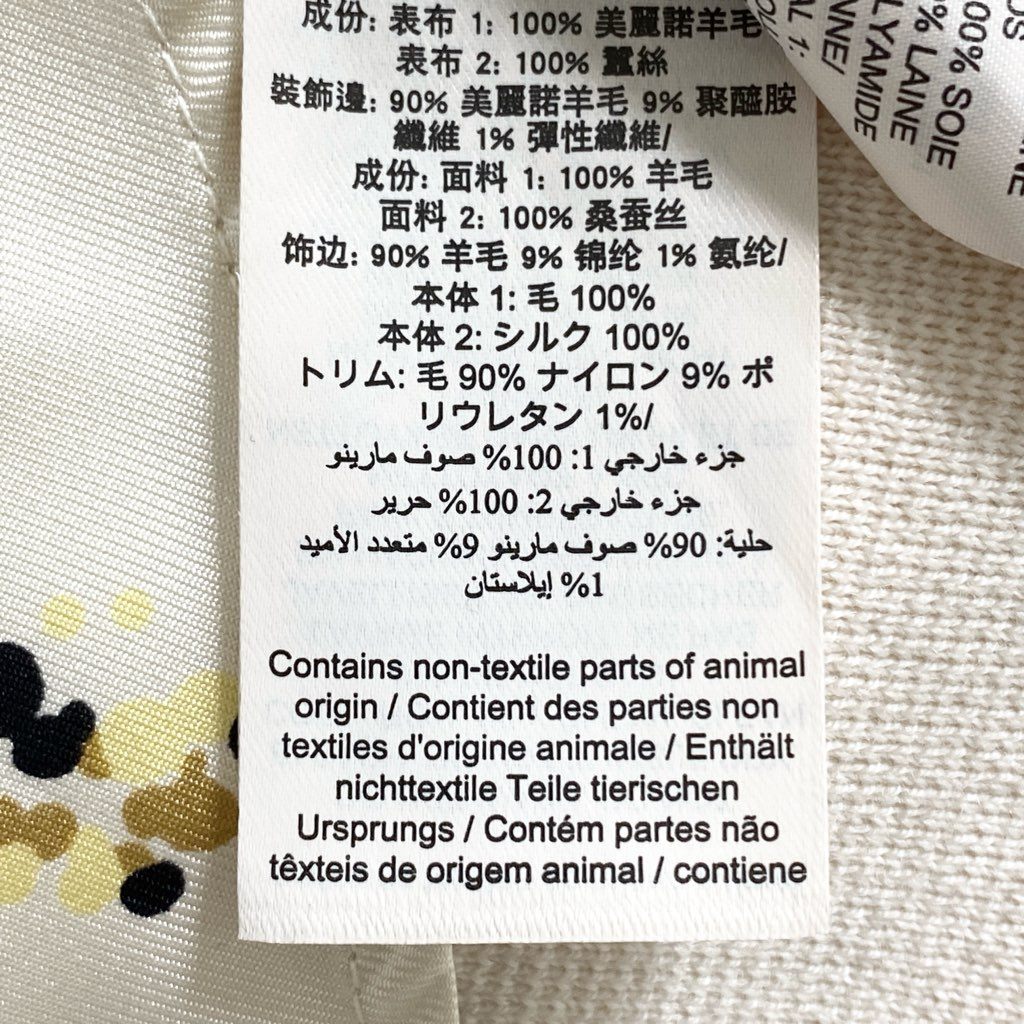 成份: 表布 1: 100% 美麗諾羊毛
表布 2: 100% 蠶絲
裝飾邊: 90% 美麗諾羊毛 9% 聚醯胺
纖維 1% 彈性纖維/
成份: 面料 1: 100% 羊毛
面料 2: 100% 桑蚕丝
饰边: 90% 羊毛 9% 锦纶 1% 氨纶/
本体 1: 毛 100%
本体 2: シルク 100%
トリム: 毛 90% ナイロン 9% ポ
リウレタン 1%/
جزء خارجي 1: 100% صوف مارينو
جزء خارجي 2: 100% حرير
حلية: 90% صوف مارينو 9% متعدد الأميد
1% إيلاستان
Contains non-textile parts of animal
origin / Contient des parties non
textiles d'origine animale / Enthält
nichttextile Teile tierischen
Ursprungs / Contém partes não
têxteis de origem animal / contiene
100% SOIE
% LAINE
LYAMIDE
NNE/
AL 1: